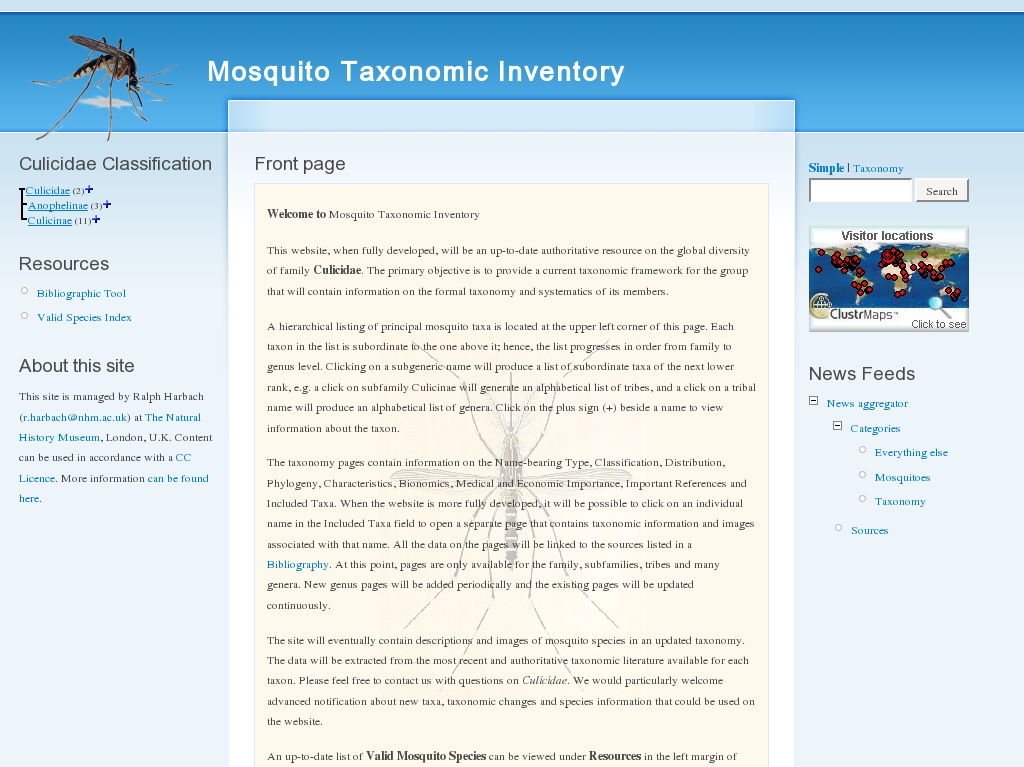 Mosquito Taxonomic Inventory
Culicidae Classification
Culicidae (2)+
Anophelinae (3)+
Culicinae (11)+
Resources
Bibliographic Tool
Valid Species Index
About this site
This site is managed by Ralph Harbach
(r.harbach@nhm.ac.uk) at The Natural
History Museum, London, U.K. Content
can be used in accordance with a CC
Licence. More information can be found
here.
Front page
Welcome to Mosquito Taxonomic Inventory
This website, when fully developed, will be an up-to-date authoritative resource on the global diversity
of family Culicidae. The primary objective is to provide a current taxonomic framework for the group
that will contain information on the formal taxonomy and systematics of its members.
A hierarchical listing of principal mosquito taxa is located at the upper left corner of this page. Each
taxon in the list is subordinate to the one above it; hence, the list progresses in order from family to
genus level. Clicking on a subgeneric name will produce a list of subordinate taxa of the next lower
rank, e.g. a click on subfamily Culicinae will generate an alphabetical list of tribes, and a click on a tribal
name will produce an alphabetical list of genera. Click on the plus sign (+) beside a name to view
information about the taxon.
The taxonomy pages contain information on the Name-bearing Type, Classification, Distribution,
Phylogeny, Characteristics, Bionomics, Medical and Economic Importance, Important References and
Included Taxa. When the website is more fully developed, it will be possible to click on an individual
name in the Included Taxa field to open a separate page that contains taxonomic information and images
associated with that name. All the data on the pages will be linked to the sources listed in a
Bibliography. At this point, pages are only available for the family, subfamilies, tribes and many
genera. New genus pages will be added periodically and the existing pages will be updated
continuously.
The site will eventually contain descriptions and images of mosquito species in an updated taxonomy.
The data will be extracted from the most recent and authoritative taxonomic literature available for each
taxon. Please feel free to contact us with questions on Culicidae. We would particularly welcome
advanced notification about new taxa, taxonomic changes and species information that could be used on
the website.
An up-to-date list of Valid Mosquito Species can be viewed under Resources in the left margin of
Simple | Taxonomy
Search
Visitor locations
ClustrMaps™
Click to see
News Feeds
News aggregator
Categories
Everything else
Mosquitoes
Taxonomy
Sources